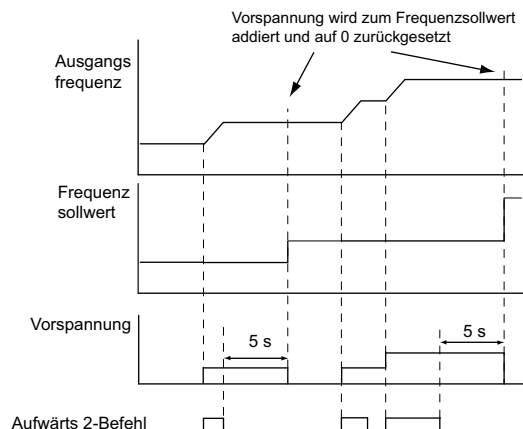 Vorspannung wird zum Frequenzsollwert
addiert und auf 0 zurückgesetzt
Ausgangs
frequenz
Frequenz
sollwert
Vorspannung
5 s
5 s
Aufwärts 2-Befehl